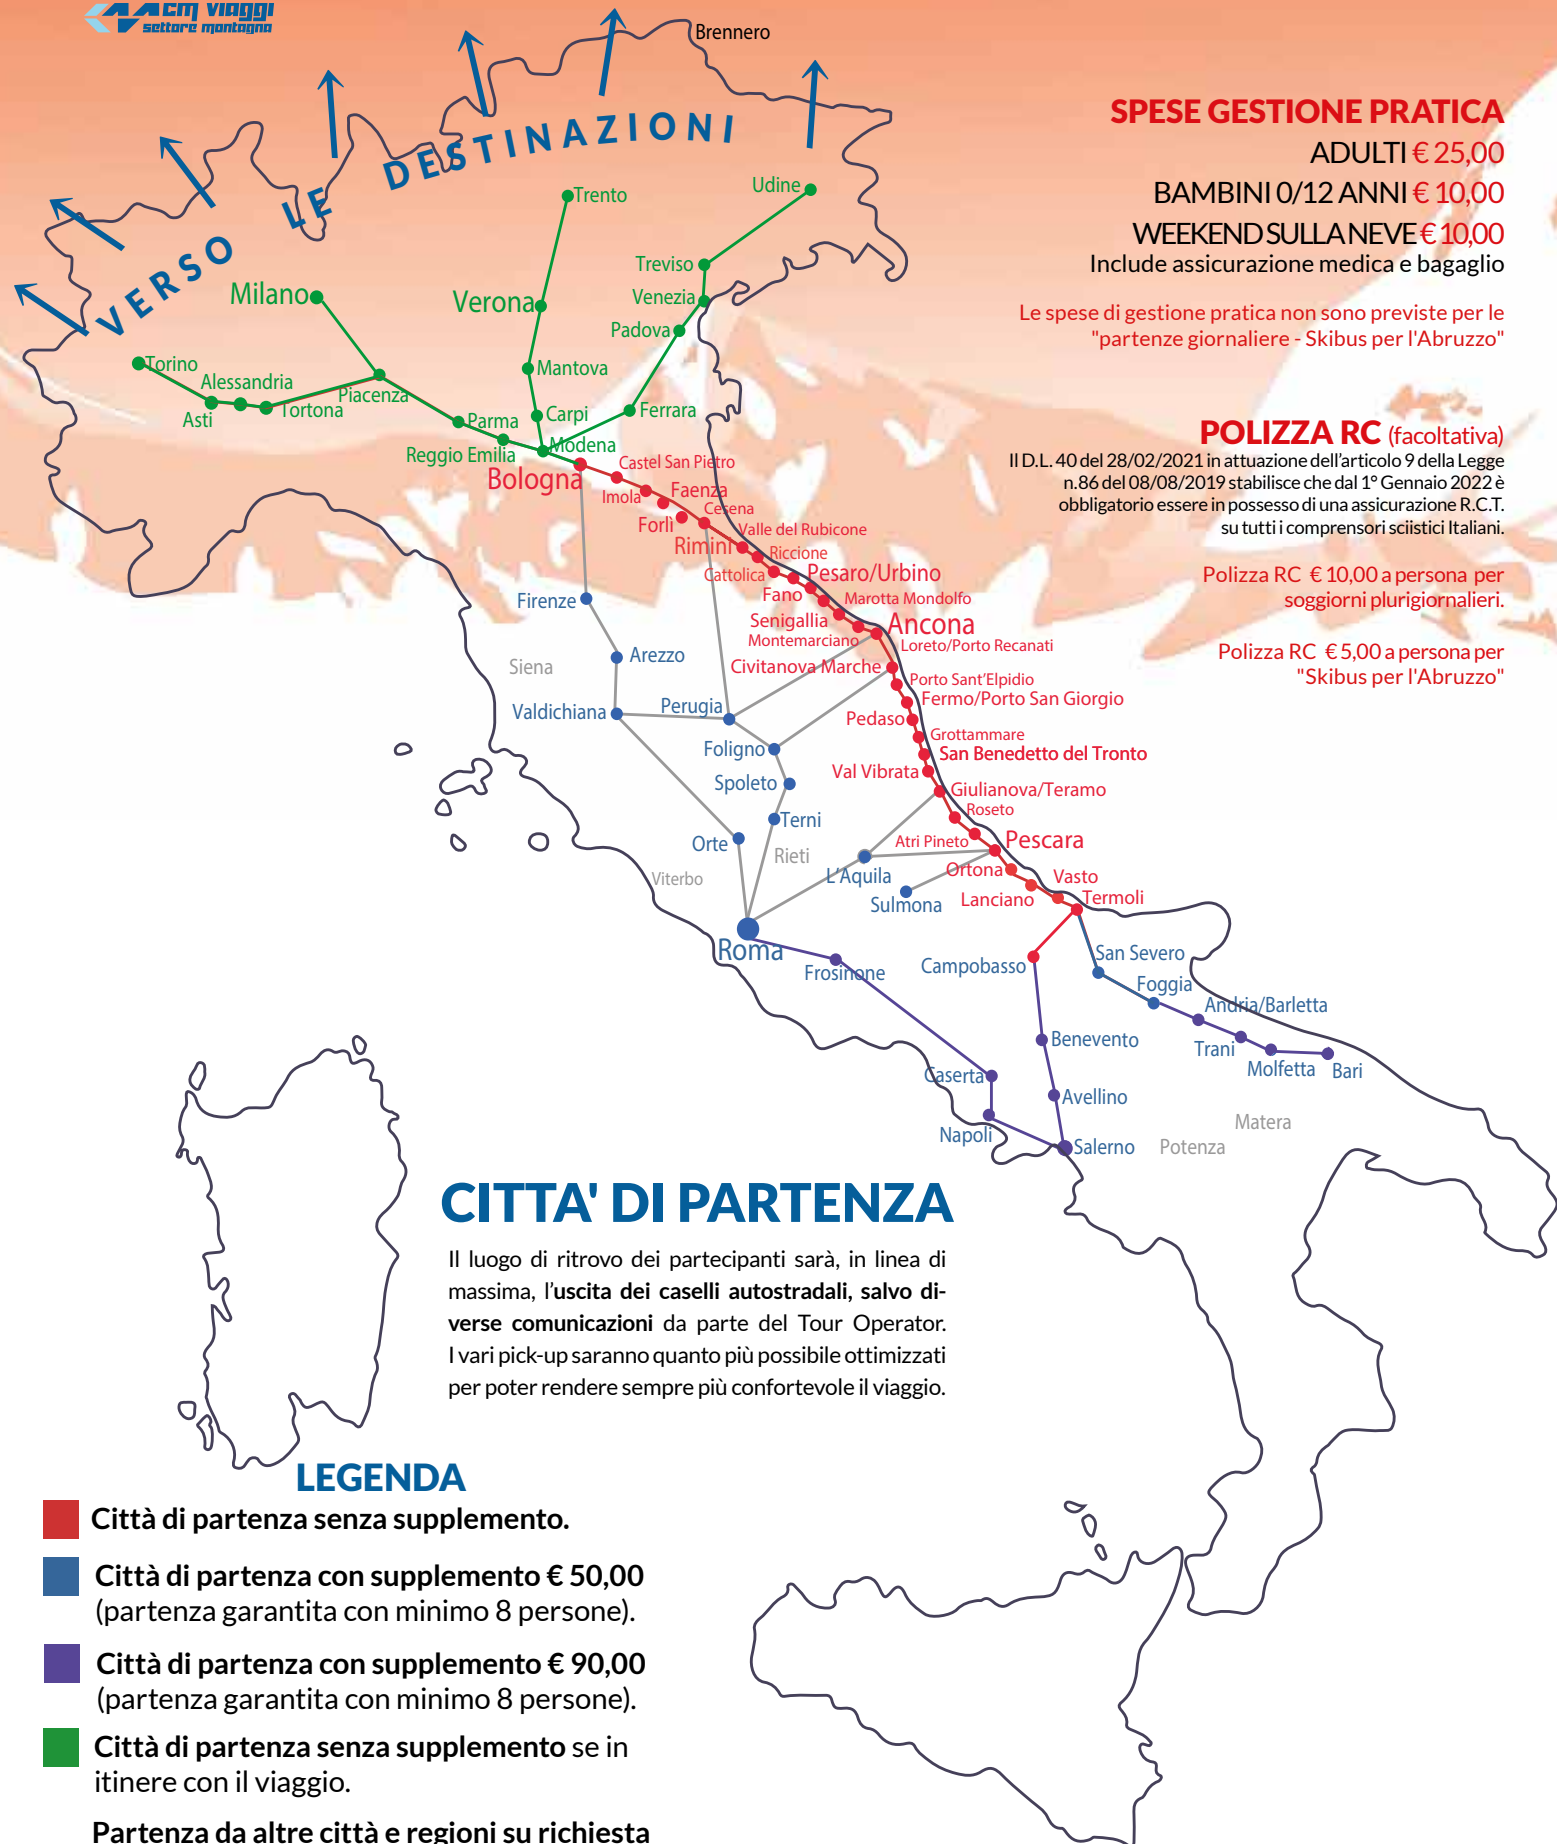 ACM VIAGGI
settore montagna
Brennero
VERSO LE DESTINAZIONI
SPESE GESTIONE PRATICA
ADULTI € 25,00
BAMBINI 0/12 ANNI € 10,00
WEEKEND SULLA NEVE € 10,00
Include assicurazione medica e bagaglio
Le spese di gestione pratica non sono previste per le
"partenze giornaliere - Skibus per l'Abruzzo"
POLIZZA RC (facoltativa)
Il D.L. 40 del 28/02/2021 in attuazione dell'articolo 9 della Legge
n.86 del 08/08/2019 stabilisce che dal 1° Gennaio 2022 è
obbligatorio essere in possesso di una assicurazione R.C.T.
su tutti i comprensori sciistici Italiani.
Polizza RC € 10,00 a persona per
soggiorni plurigiornalieri.
Polizza RC € 5,00 a persona per
"Skibus per l'Abruzzo"
Trento
Udine
Treviso
Milano
Verona
Venezia
Padova
Torino
Mantova
Alessandria
Piacenza
Asti
Tortona
Carpi
Ferrara
Parma
Modena
Reggio Emilia
Bologna
Castel San Pietro
Imola
Faenza
Cesena
Forlì
Valle del Rubicone
Rimini
Riccione
Cattolica
Pesaro/Urbino
Fano
Marotta Mondolfo
Firenze
Senigallia
Ancona
Montemarciano
Loreto/Porto Recanati
Arezzo
Siena
Civitanova Marche
Porto Sant'Elpidio
Fermo/Porto San Giorgio
Valdichiana
Perugia
Pedaso
Grottammare
Foligno
San Benedetto del Tronto
Val Vibrata
Spoleto
Giulianova/Teramo
Roseto
Terni
Orte
Atri Pineto
Pescara
Rieti
Viterbo
L'Aquila
Ortona
Vasto
Sulmona
Lanciano
Termoli
Roma
Frosinone
Campobasso
San Severo
Foggia
Andria/Barletta
Benevento
Trani
Molfetta
Bari
Caserta
Avellino
Napoli
Matera
Salerno
Potenza
CITTA' DI PARTENZA
Il luogo di ritrovo dei partecipanti sarà, in linea di
massima, l'uscita dei caselli autostradali, salvo di-
verse comunicazioni da parte del Tour Operator.
I vari pick-up saranno quanto più possibile ottimizzati
per poter rendere sempre più confortevole il viaggio.
LEGENDA
Città di partenza senza supplemento.
Città di partenza con supplemento € 50,00
(partenza garantita con minimo 8 persone).
Città di partenza con supplemento € 90,00
(partenza garantita con minimo 8 persone).
Città di partenza senza supplemento se in
itinere con il viaggio.
Partenza da altre città e regioni su richiesta